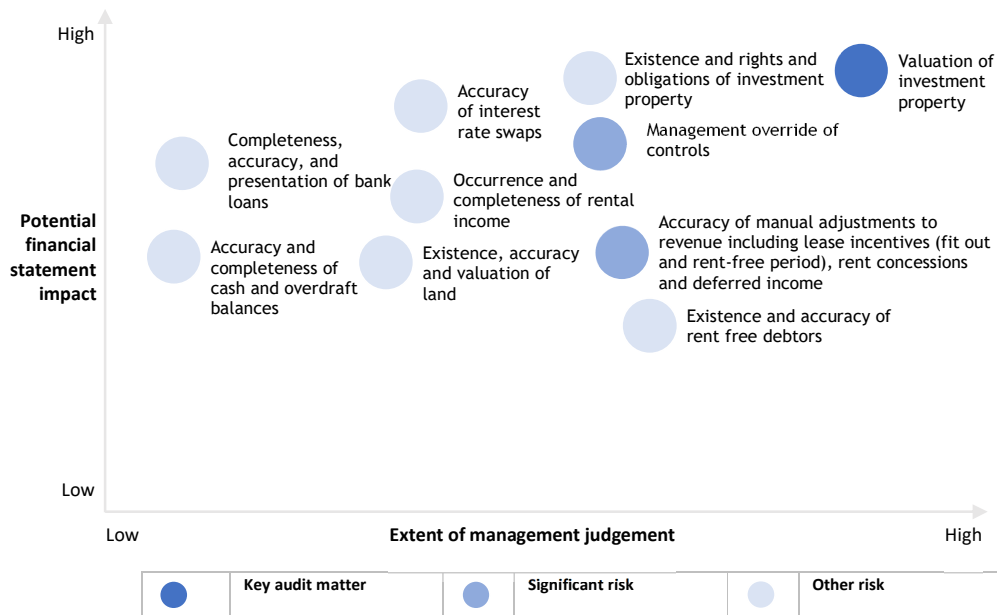 High
Existence and rights and
obligations of investment
property
Valuation of
investment
property
Accuracy
of interest
rate swaps
Management override of
controls
Completeness,
accuracy, and
presentation of bank
loans
Occurrence and
completeness of rental
income
Potential
financial
statement
impact
Accuracy of manual adjustments to
revenue including lease incentives (fit out
and rent-free period), rent concessions
and deferred income
Accuracy and
completeness of
cash and overdraft
balances
Existence, accuracy
and valuation of
land
Existence and accuracy of
rent free debtors
Low
Low
Extent of management judgement
High
Key audit matter
Significant risk
Other risk